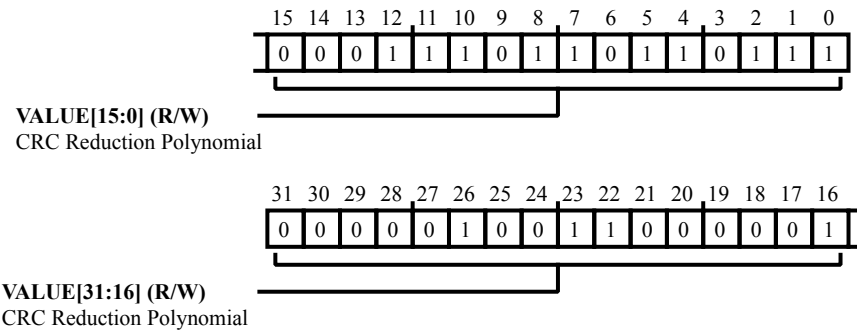 15 14 13 12 11 10 9 8 7 6 5 4 3 2 1 0
0 0 0 1 1 1 0 1 1 0 1 1 0 1 1 1
VALUE[15:0] (R/W)
CRC Reduction Polynomial
31 30 29 28 27 26 25 24 23 22 21 20 19 18 17 16
0 0 0 0 0 1 0 0 1 1 0 0 0 0 0 1
VALUE[31:16] (R/W)
CRC Reduction Polynomial